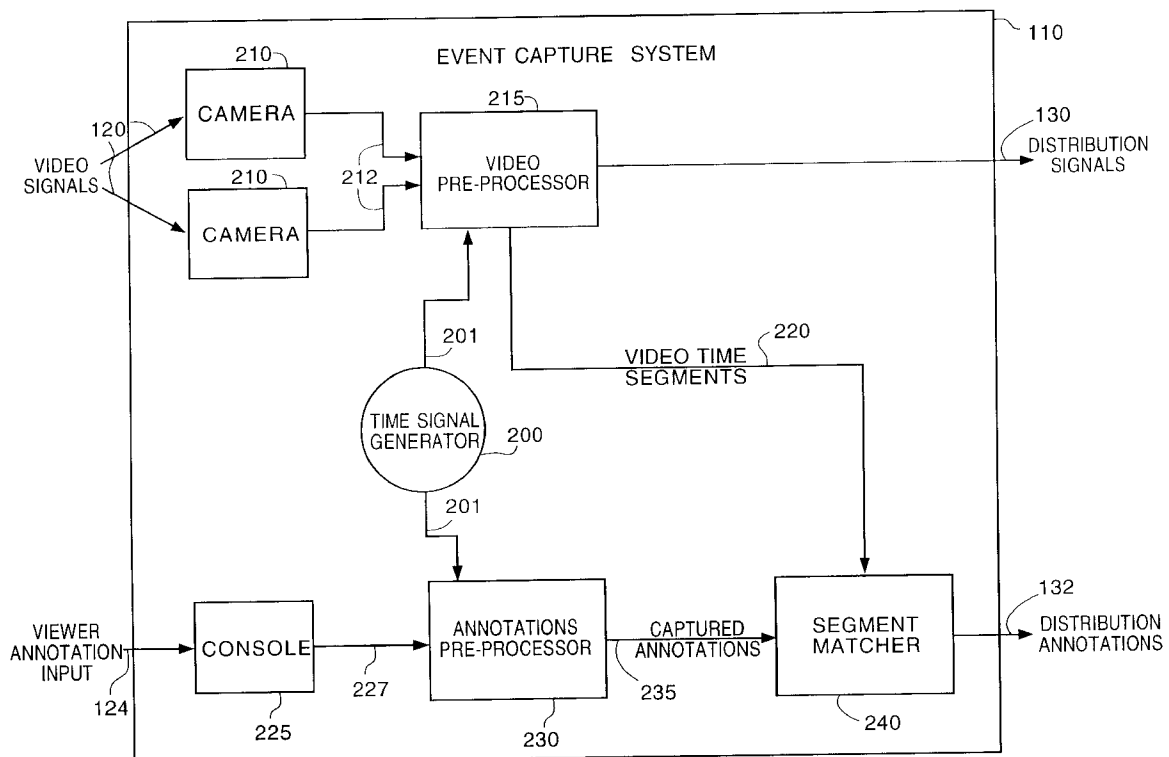 110
EVENT CAPTURE SYSTEM
210
CAMERA
215
120
130
VIDEO
SIGNALS
VIDEO
PRE-PROCESSOR
DISTRIBUTION
SIGNALS
212
210
CAMERA
201
220
VIDEO TIME
SEGMENTS
TIME SIGNAL
GENERATOR
200
201
132
VIEWER
ANNOTATION
INPUT
CONSOLE
ANNOTATIONS
PRE-PROCESSOR
CAPTURED
ANNOTATIONS
SEGMENT
MATCHER
DISTRIBUTION
ANNOTATIONS
124
227
235
225
230
240